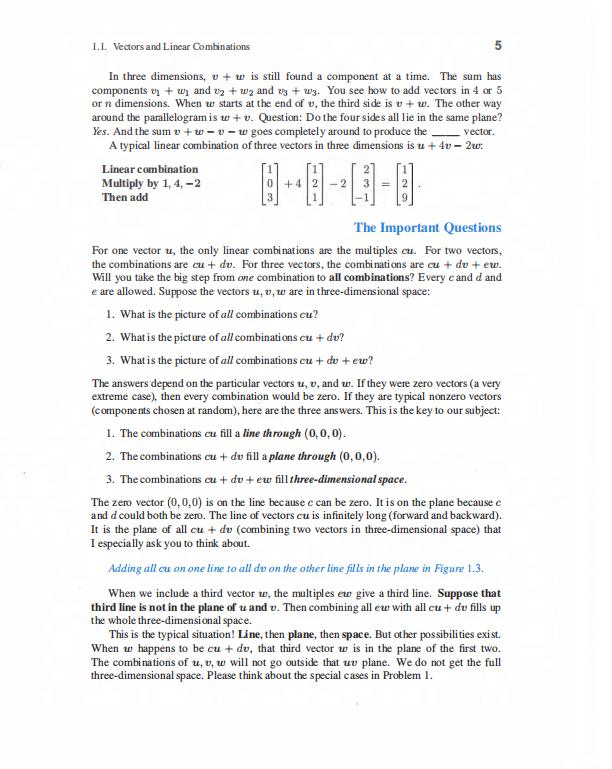 1.1. Vectors and Linear Combinations 5
In three dimensions, v + w is still found a component at a time. The sum has
components v₁ + w₁ and v₂ + w₂ and v₃ + w₃. You see how to add vectors in 4 or 5
or n dimensions. When w starts at the end of v, the third side is v + w. The other way
around the parallelogram is w + v. Question: Do the four sides all lie in the same plane?
Yes. And the sum v + w − v − w goes completely around to produce the ____ vector.
A typical linear combination of three vectors in three dimensions is u + 4v − 2w:
Linear combination
Multiply by 1, 4, −2
Then add
[1 0 3] + 4 [1 2 1] − 2 [2 3 −1] = [1 2 9].
The Important Questions
For one vector u, the only linear combinations are the multiples cu. For two vectors,
the combinations are cu + dv. For three vectors, the combinations are cu + dv + ew.
Will you take the big step from one combination to all combinations? Every c and d and
e are allowed. Suppose the vectors u, v, w are in three-dimensional space:
1. What is the picture of all combinations cu?
2. What is the picture of all combinations cu + dv?
3. What is the picture of all combinations cu + dv + ew?
The answers depend on the particular vectors u, v, and w. If they were zero vectors (a very
extreme case), then every combination would be zero. If they are typical nonzero vectors
(components chosen at random), here are the three answers. This is the key to our subject:
1. The combinations cu fill a line through (0, 0, 0).
2. The combinations cu + dv fill a plane through (0, 0, 0).
3. The combinations cu + dv + ew fill three-dimensional space.
The zero vector (0, 0, 0) is on the line because c can be zero. It is on the plane because c
and d could both be zero. The line of vectors cu is infinitely long (forward and backward).
It is the plane of all cu + dv (combining two vectors in three-dimensional space) that
I especially ask you to think about.
Adding all cu on one line to all dv on the other line fills in the plane in Figure 1.3.
When we include a third vector w, the multiples ew give a third line. Suppose that
third line is not in the plane of u and v. Then combining all ew with all cu + dv fills up
the whole three-dimensional space.
This is the typical situation! Line, then plane, then space. But other possibilities exist.
When w happens to be cu + dv, that third vector w is in the plane of the first two.
The combinations of u, v, w will not go outside that uv plane. We do not get the full
three-dimensional space. Please think about the special cases in Problem 1.